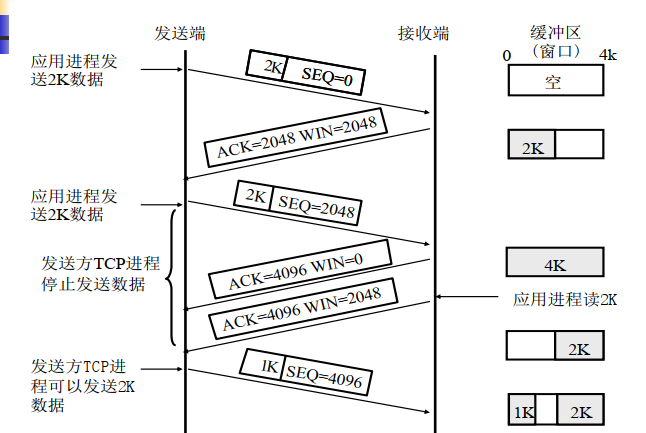 发送端
接收端
缓冲区
（窗口）
0
4k
应用进程发
送2K数据
2K SEQ=0
空
ACK=2048 WIN=2048
2K
应用进程发
送2K数据
2K SEQ=2048
发送方TCP进程
停止发送数据
ACK=4096 WIN=0
4K
ACK=4096 WIN=2048
应用进程读2K
2K
发送方TCP进
程可以发送2K
数据
1K SEQ=4096
1K 2K